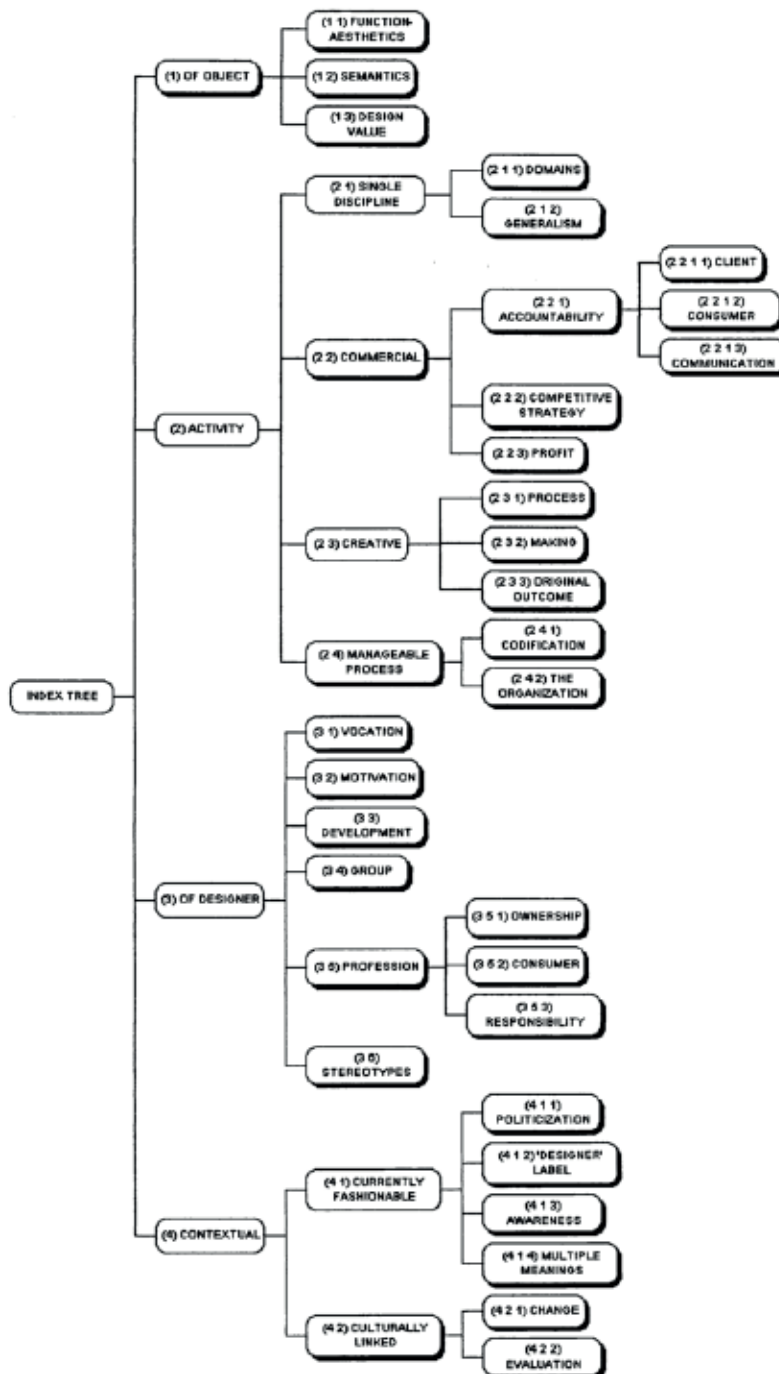 (1 1) FUNCTION-
AESTHETICS
(1) OF OBJECT
(1 2) SEMANTICS
(1 3) DESIGN
VALUE
(2 1) SINGLE
DISCIPLINE
(2 1 1) DOMAINS
(2 1 2)
GENERALISM
(2 2 1 1) CLIENT
(2 2 1)
ACCOUNTABILITY
(2 2 1 2)
CONSUMER
(2 2 1 3)
COMMUNICATION
(2 2) COMMERCIAL
(2 2 2) COMPETITIVE
STRATEGY
(2) ACTIVITY
(2 2 3) PROFIT
(2 3 1) PROCESS
(2 3) CREATIVE
(2 3 2) MAKING
(2 3 3) ORIGINAL
OUTCOME
(2 4) MANAGEABLE
PROCESS
(2 4 1)
CODIFICATION
(2 4 2) THE
ORGANIZATION
INDEX TREE
(3 1) VOCATION
(3 2) MOTIVATION
(3 3)
DEVELOPMENT
(3 4) GROUP
(3) OF DESIGNER
(3 5 1) OWNERSHIP
(3 5) PROFESSION
(3 5 2) CONSUMER
(3 5 3)
RESPONSIBILITY
(3 6)
STEREOTYPES
(4 1 1)
POLITICIZATION
(4 1) CURRENTLY
FASHIONABLE
(4 1 2) 'DESIGNER'
LABEL
(4 1 3)
AWARENESS
(4) CONTEXTUAL
(4 1 4) MULTIPLE
MEANINGS
(4 2) CULTURALLY
LINKED
(4 2 1) CHANGE
(4 2 2)
EVALUATION